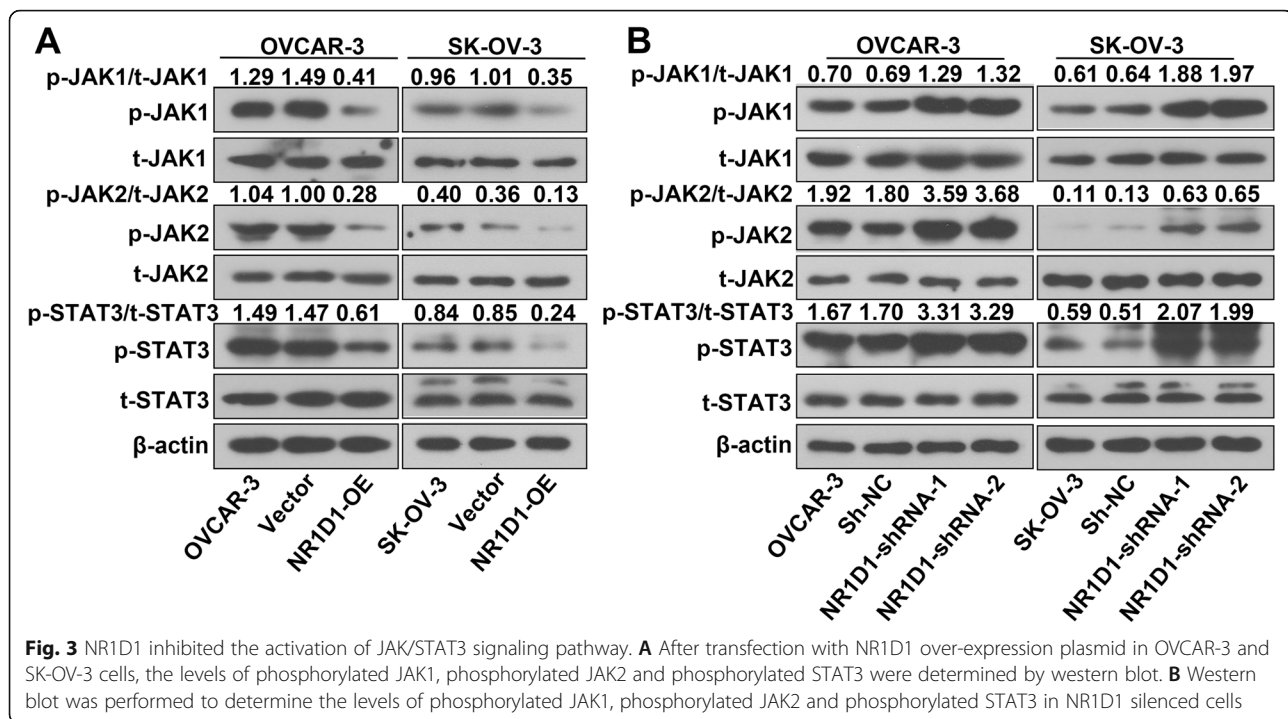 A B
OVCAR-3 SK-OV-3 OVCAR-3 SK-OV-3
p-JAK1/t-JAK1 1.29 1.49 0.41 0.96 1.01 0.35 p-JAK1/t-JAK1 0.70 0.69 1.29 1.32 0.61 0.64 1.88 1.97
p-JAK1 p-JAK1
t-JAK1 t-JAK1
p-JAK2/t-JAK2 1.04 1.00 0.28 0.40 0.36 0.13 p-JAK2/t-JAK2 1.92 1.80 3.59 3.68 0.11 0.13 0.63 0.65
p-JAK2 p-JAK2
t-JAK2 t-JAK2
p-STAT3/t-STAT3 1.49 1.47 0.61 0.84 0.85 0.24 p-STAT3/t-STAT3 1.67 1.70 3.31 3.29 0.59 0.51 2.07 1.99
p-STAT3 p-STAT3
t-STAT3 t-STAT3
β-actin β-actin
OVCAR-3 Vector NR1D1-OE SK-OV-3 Vector NR1D1-OE OVCAR-3 Sh-NC NR1D1-shRNA-1 NR1D1-shRNA-2 SK-OV-3 Sh-NC NR1D1-shRNA-1 NR1D1-shRNA-2
Fig. 3 NR1D1 inhibited the activation of JAK/STAT3 signaling pathway. A After transfection with NR1D1 over-expression plasmid in OVCAR-3 and
SK-OV-3 cells, the levels of phosphorylated JAK1, phosphorylated JAK2 and phosphorylated STAT3 were determined by western blot. B Western
blot was performed to determine the levels of phosphorylated JAK1, phosphorylated JAK2 and phosphorylated STAT3 in NR1D1 silenced cells